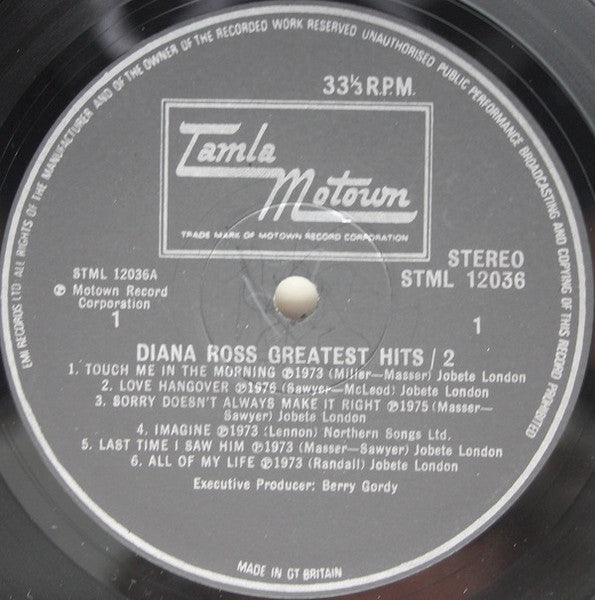 EMI RECORDS LTD ALL RIGHTS OF THE MANUFACTURER AND OF THE OWNER OF THE RECORDED WORK RESERVED UNAUTHORISED PUBLIC PERFORMANCE BROADCASTING AND COPYING OF THIS RECORD PROHIBITED
33⅓ R.P.M.
Tamla
Motown
TRADE MARK OF MOTOWN RECORD CORPORATION
STEREO
STML 12036A
STML 12036
℗ Motown Record
Corporation
1
1
DIANA ROSS GREATEST HITS / 2
1. TOUCH ME IN THE MORNING ℗1973 (Miller—Masser) Jobete London
2. LOVE HANGOVER ℗1976 (Sawyer—McLeod) Jobete London
3. SORRY DOESN'T ALWAYS MAKE IT RIGHT ℗1975 (Masser—
Sawyer) Jobete London
4. IMAGINE ℗1973 (Lennon) Northern Songs Ltd.
5. LAST TIME I SAW HIM ℗1973 (Masser—Sawyer) Jobete London
6. ALL OF MY LIFE ℗1973 (Randall) Jobete London
Executive Producer: Berry Gordy
MADE IN GT BRITAIN